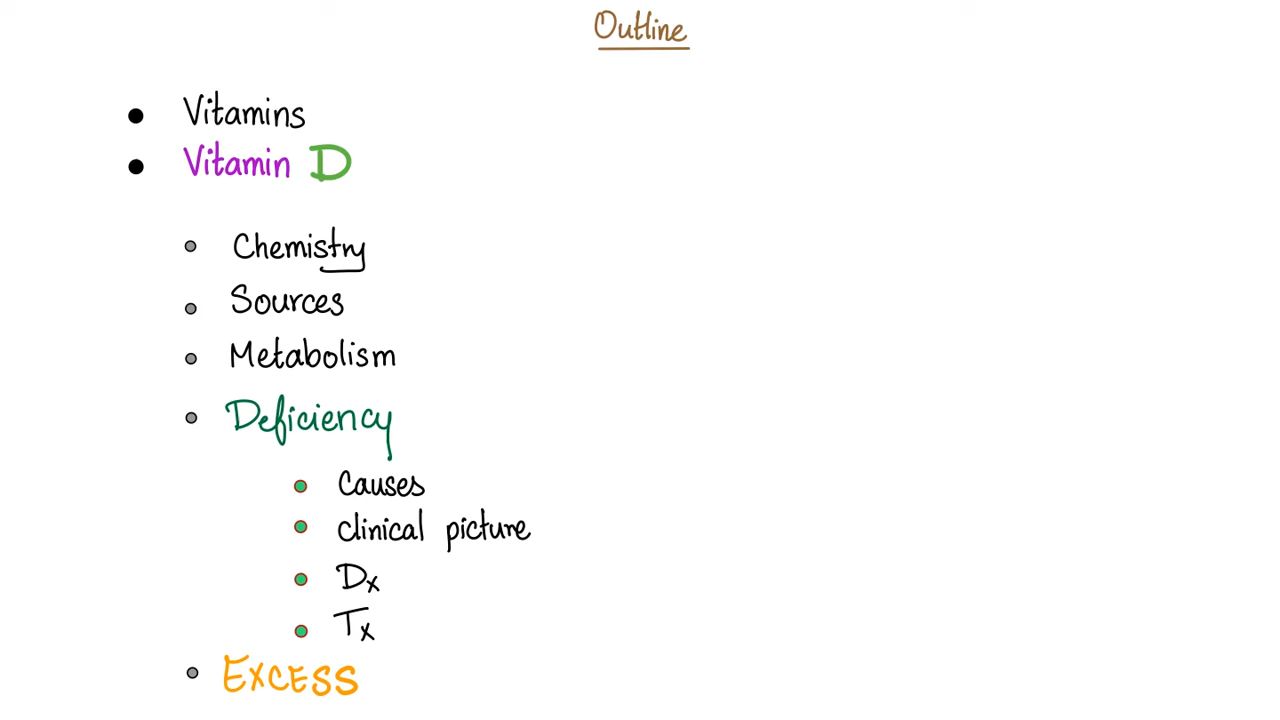 Outline
Vitamins
Vitamin D
Chemistry
Sources
Metabolism
Deficiency
Causes
clinical picture
Dx
Tx
EXCESS